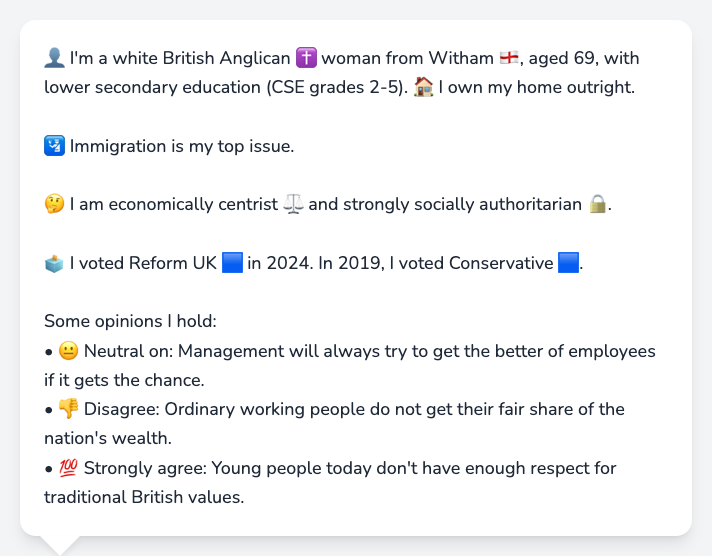 👤 I'm a white British Anglican ✝️ woman from Witham 🏴󠁧󠁢󠁥󠁮󠁧󠁿, aged 69, with
lower secondary education (CSE grades 2-5). 🏠 I own my home outright.
🛂 Immigration is my top issue.
🤔 I am economically centrist ⚖️ and strongly socially authoritarian 🔒.
🗳️ I voted Reform UK 🟦 in 2024. In 2019, I voted Conservative 🟦.
Some opinions I hold:
• 😐 Neutral on: Management will always try to get the better of employees
if it gets the chance.
• 👎 Disagree: Ordinary working people do not get their fair share of the
nation's wealth.
• 💯 Strongly agree: Young people today don't have enough respect for
traditional British values.